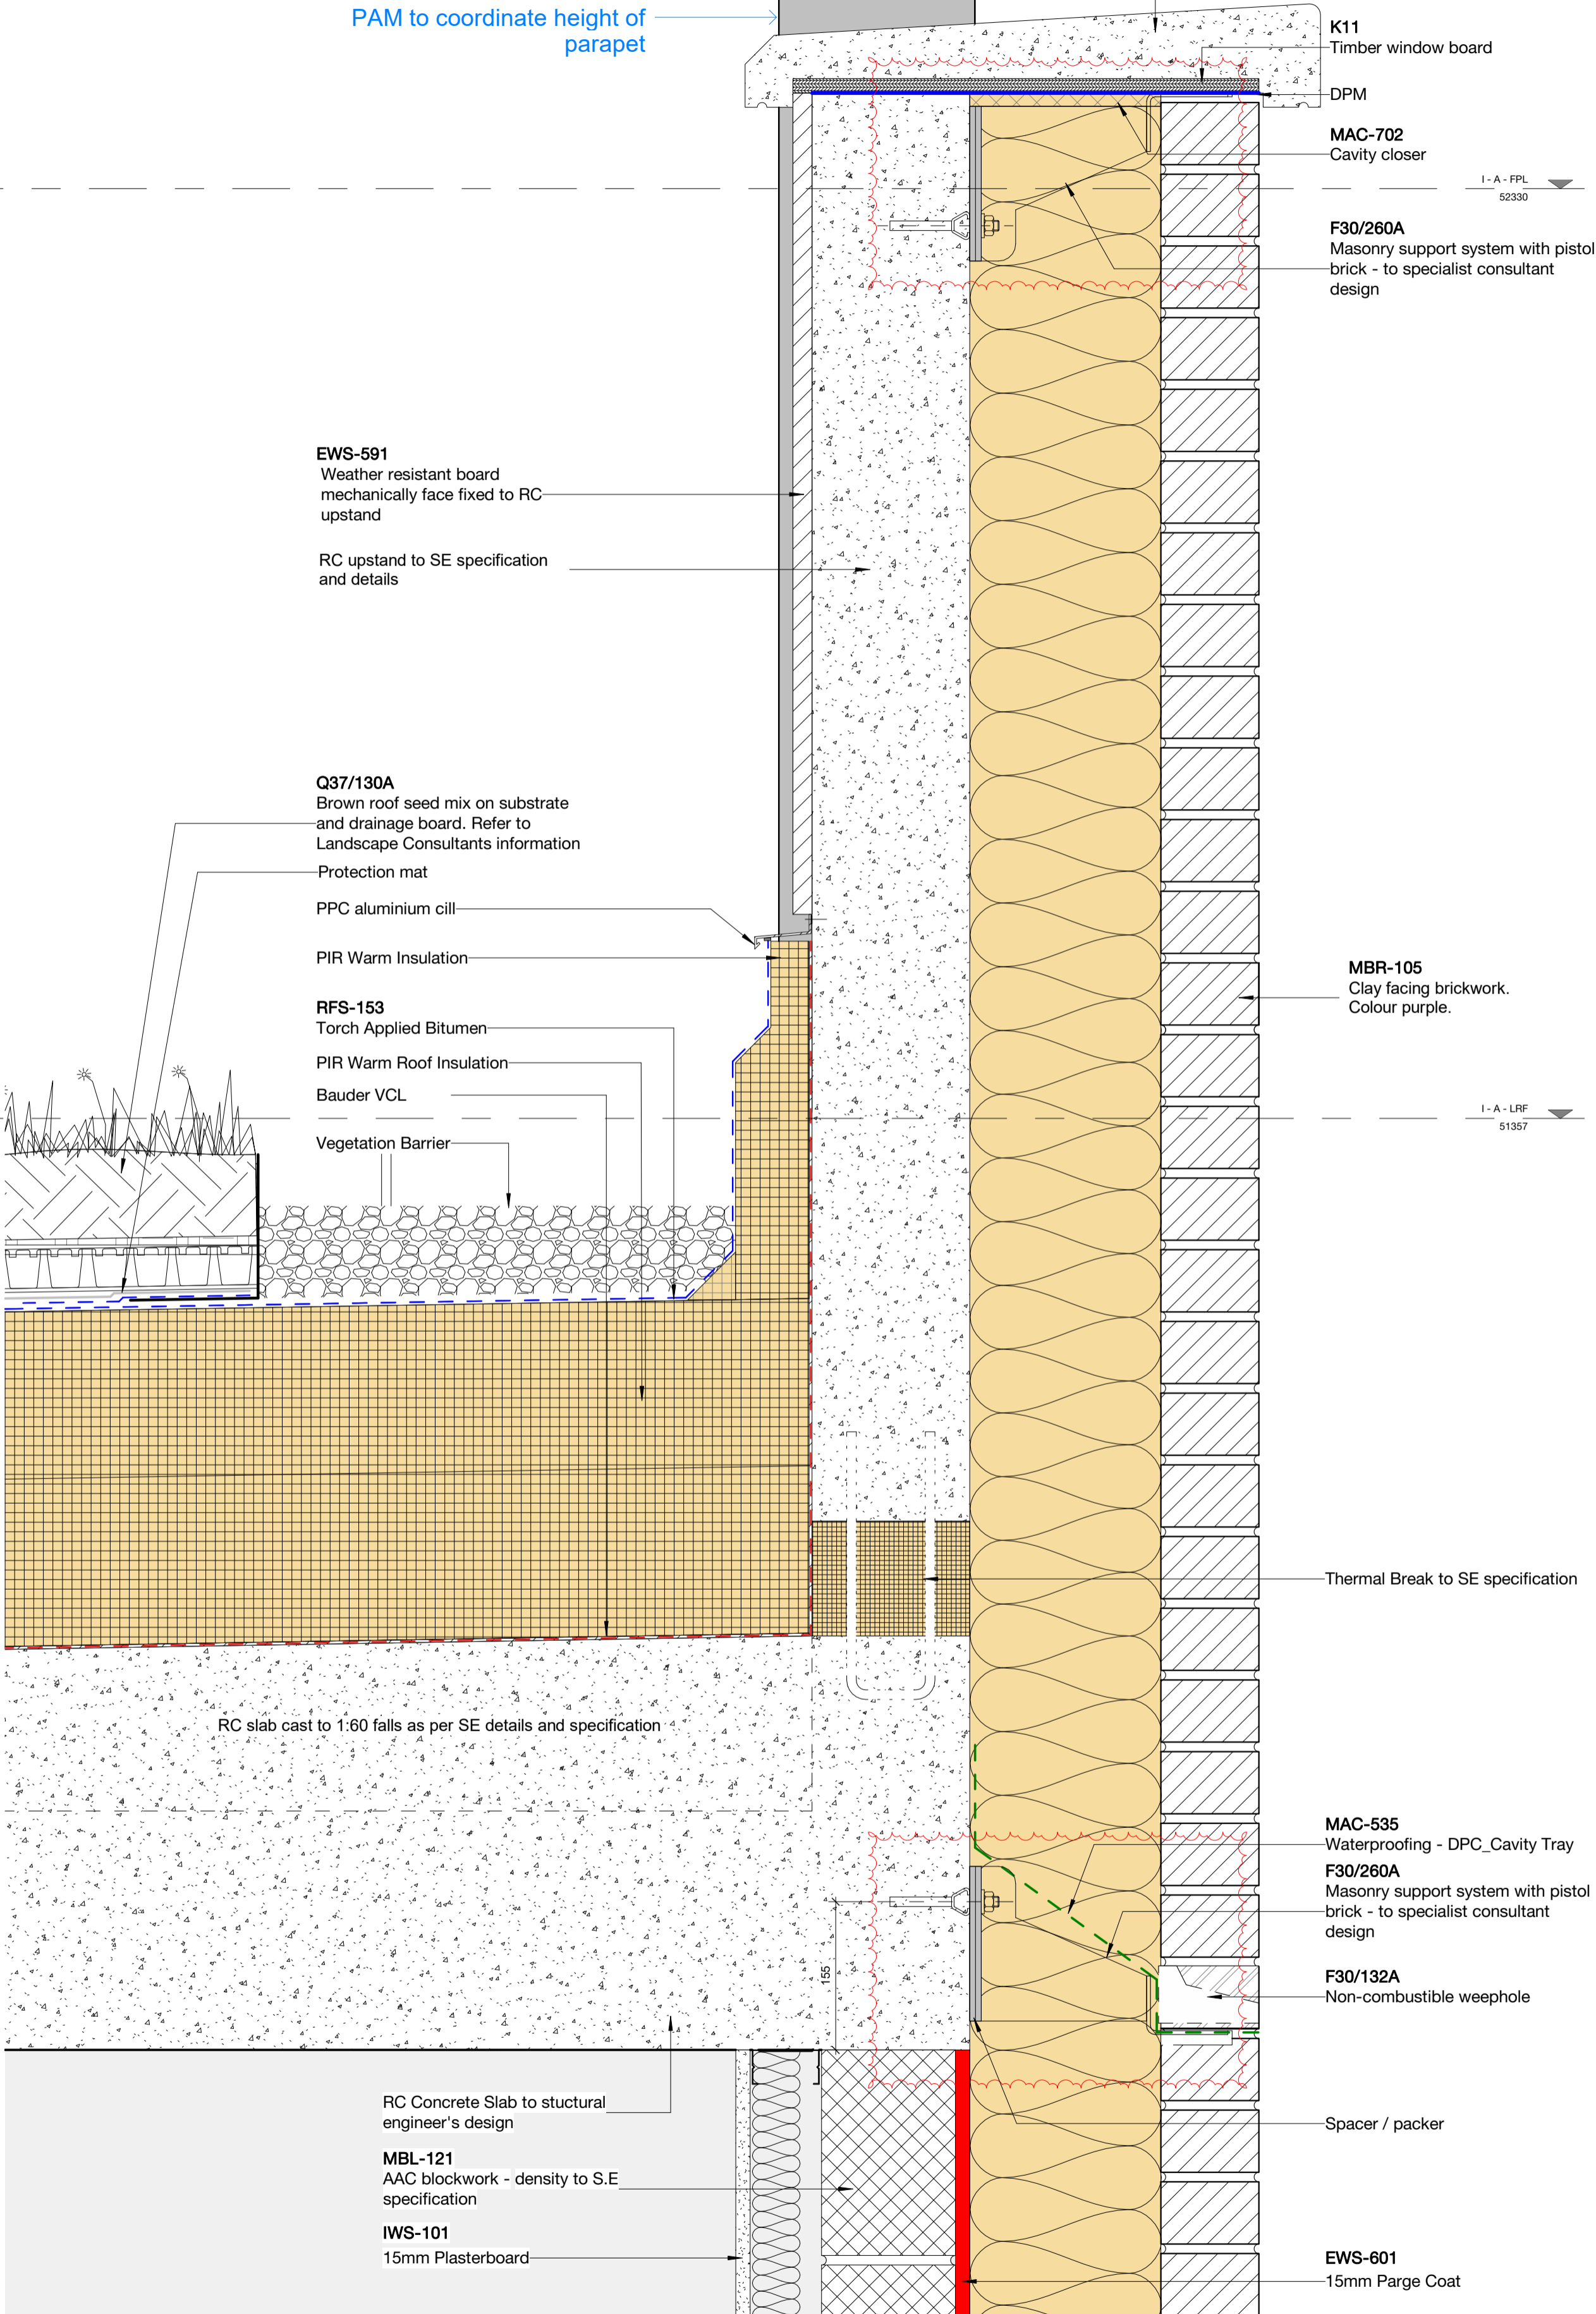 PAM to coordinate height of
parapet
K11
Timber window board
DPM
MAC-702
Cavity closer
I - A - FPL
52330
F30/260A
Masonry support system with pistol
brick - to specialist consultant
design
EWS-591
Weather resistant board
mechanically face fixed to RC
upstand
RC upstand to SE specification
and details
Q37/130A
Brown roof seed mix on substrate
and drainage board. Refer to
Landscape Consultants information
Protection mat
PPC aluminium cill
PIR Warm Insulation
MBR-105
Clay facing brickwork.
Colour purple.
RFS-153
Torch Applied Bitumen
PIR Warm Roof Insulation
Bauder VCL
I - A - LRF
51357
Vegetation Barrier
Thermal Break to SE specification
RC slab cast to 1:60 falls as per SE details and specification
MAC-535
Waterproofing - DPC_Cavity Tray
F30/260A
Masonry support system with pistol
brick - to specialist consultant
design
155
F30/132A
Non-combustible weephole
RC Concrete Slab to stuctural
engineer's design
Spacer / packer
MBL-121
AAC blockwork - density to S.E
specification
IWS-101
15mm Plasterboard
EWS-601
15mm Parge Coat